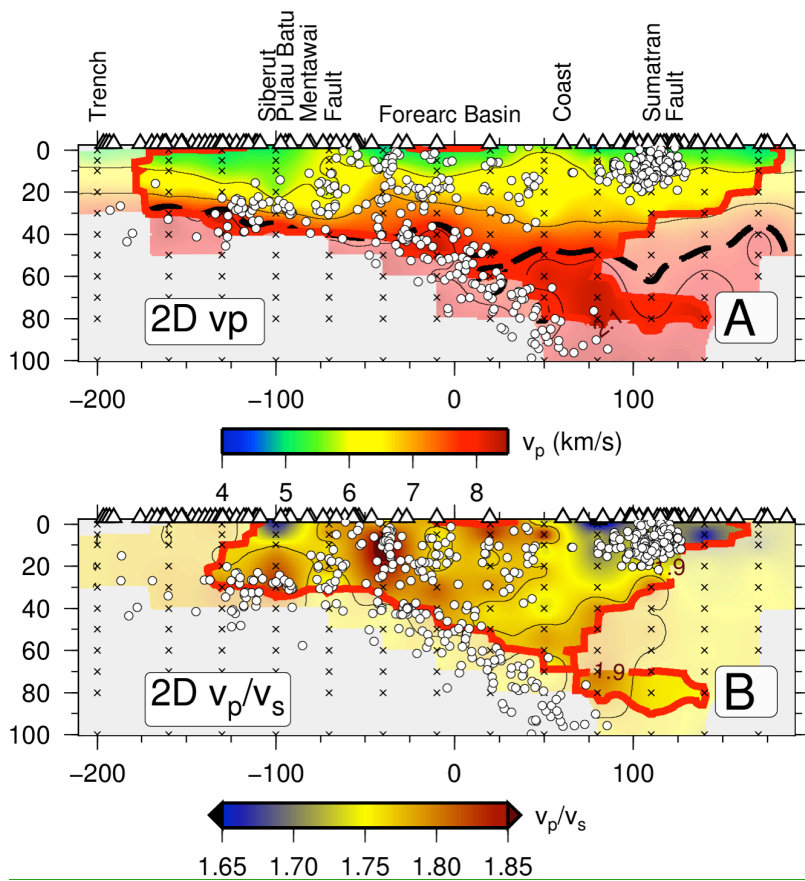 Trench
Siberut
Pulau Batu
Mentawai
Fault
Forearc Basin
Coast
Sumatran
Fault
0
20
40
60
80
100
2D vp
A
−200 −100 0 100
vp (km/s)
4 5 6 7 8
0
20
40
60
80
100
.9
1.9
2D vp/vs
B
−200 −100 0 100
vp/vs
1.65 1.70 1.75 1.80 1.85